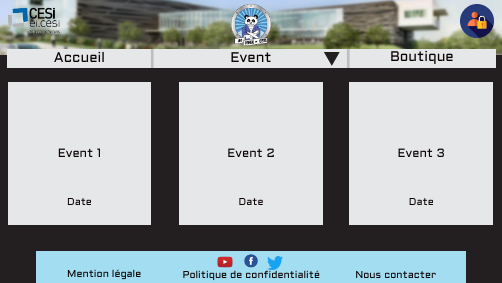 CESi
ei.cesi
Accueil
Event
Boutique
Event 1
Event 2
Event 3
Date
Date
Date
Mention légale
Politique de confidentialité
Nous contacter